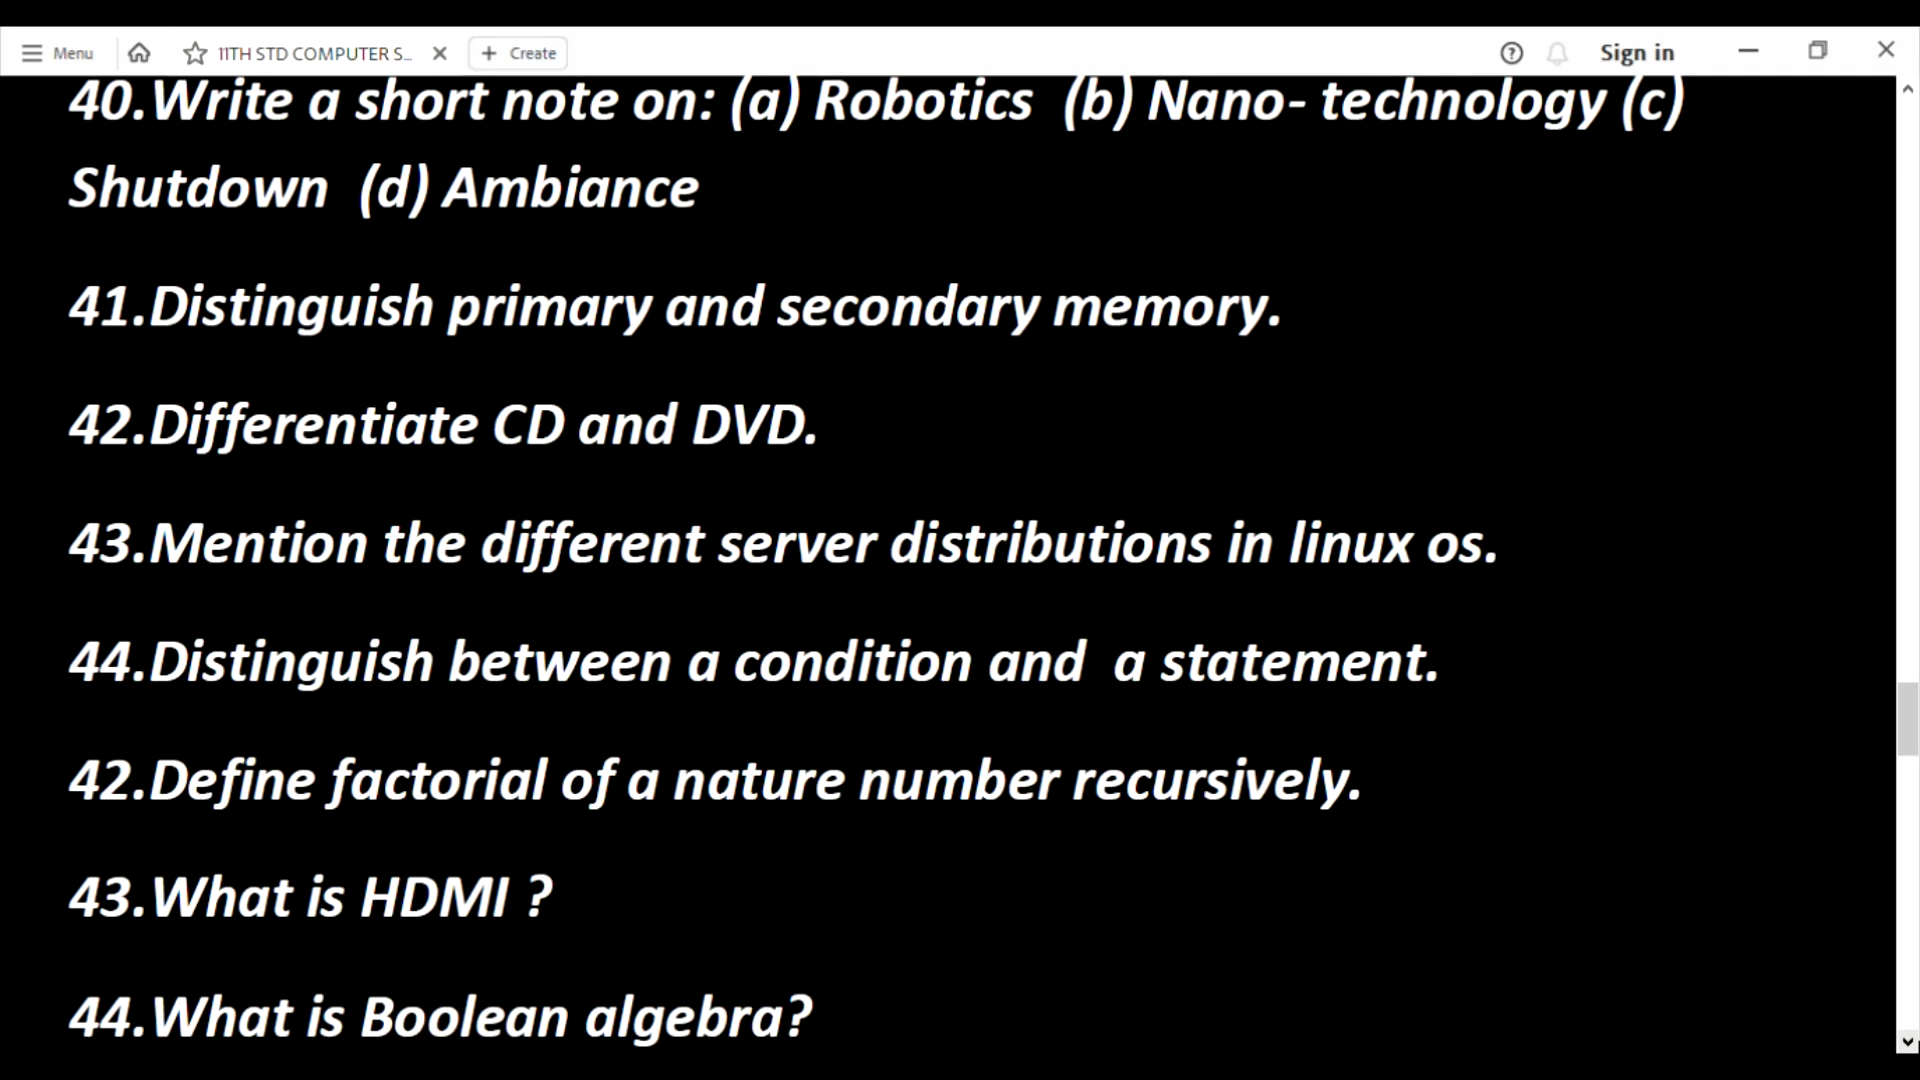 Menu
11TH STD COMPUTER S...
Create
Sign in
40.Write a short note on: (a) Robotics (b) Nano- technology (c)
Shutdown (d) Ambiance
41.Distinguish primary and secondary memory.
42.Differentiate CD and DVD.
43.Mention the different server distributions in linux os.
44.Distinguish between a condition and a statement.
42.Define factorial of a nature number recursively.
43.What is HDMI ?
44.What is Boolean algebra?